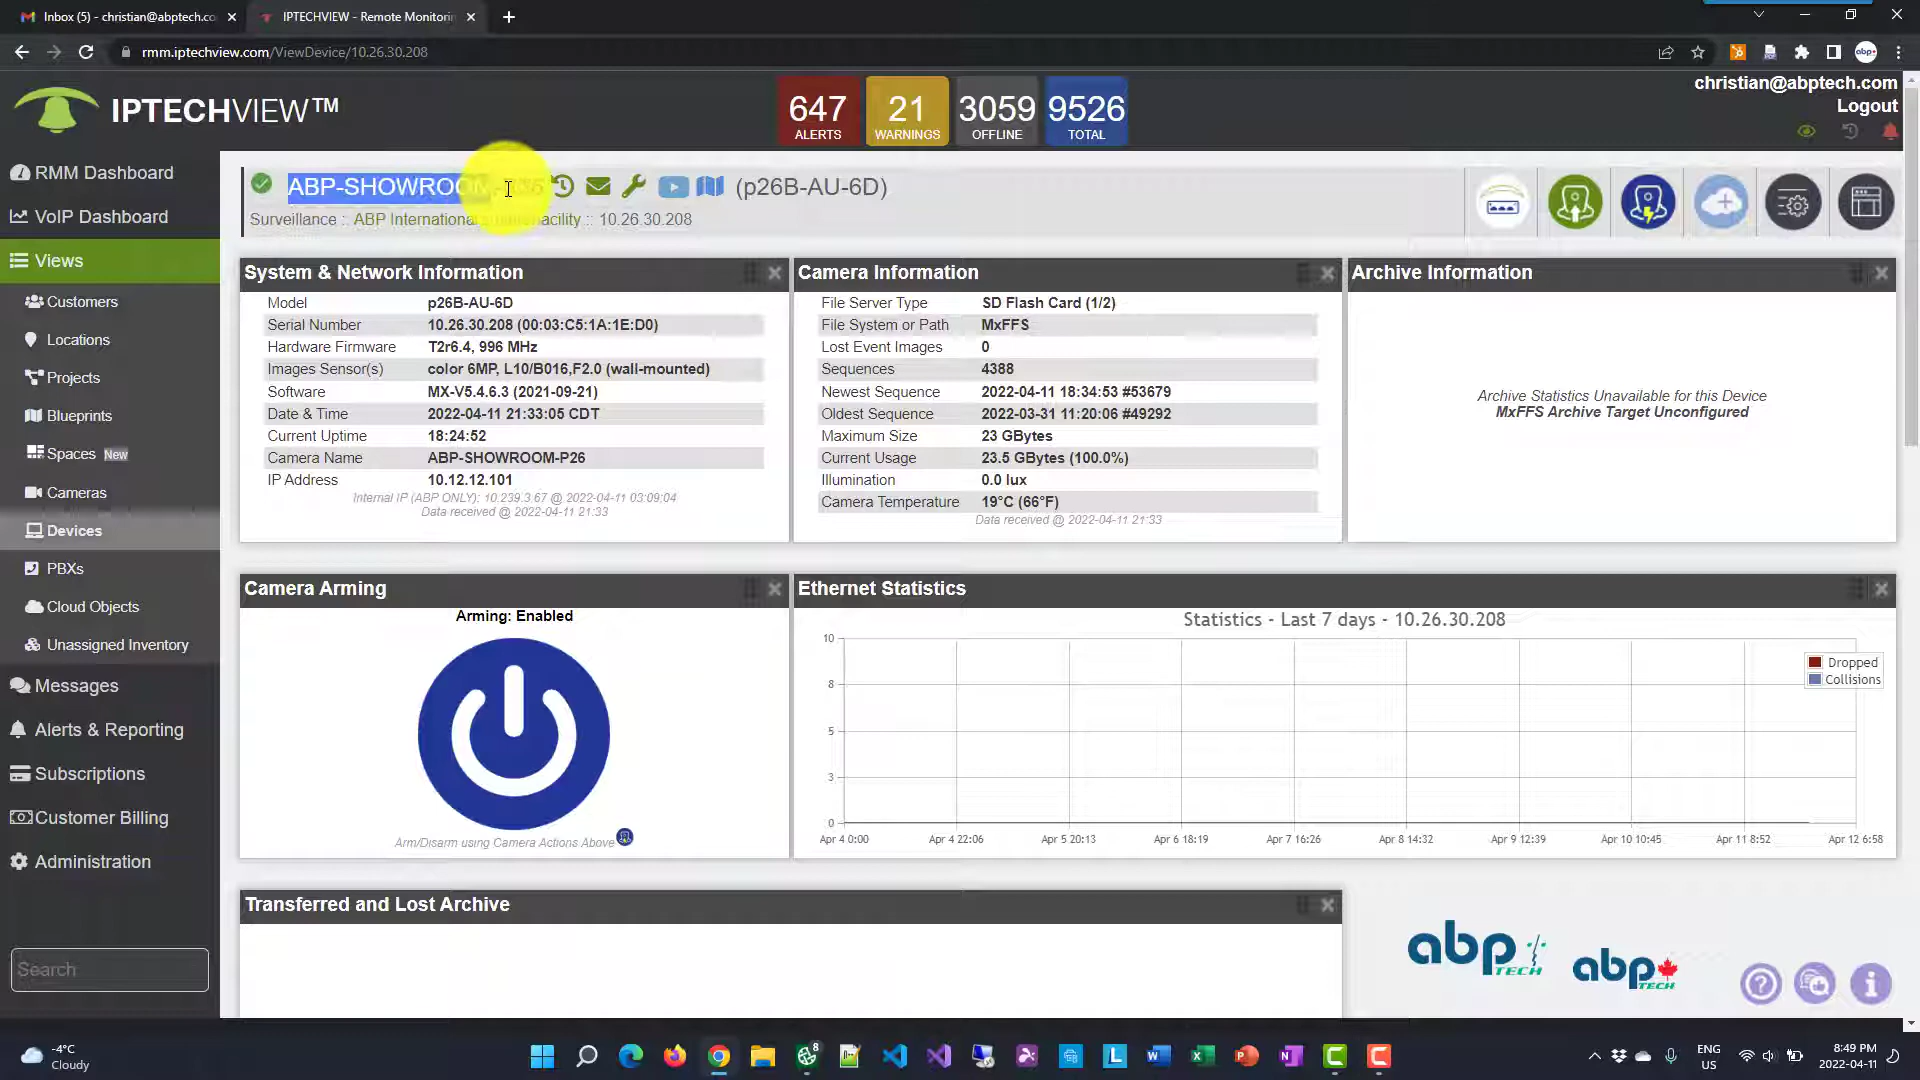 Inbox (5) - christian@abptech.co
IPTECHVIEW - Remote Monitorin
rmm.iptechview.com/ViewDevice/10.26.30.208
IPTECHVIEW™
647
ALERTS
21
WARNINGS
3059
OFFLINE
9526
TOTAL
christian@abptech.com
Logout
RMM Dashboard
VoIP Dashboard
Views
Customers
Locations
Projects
Blueprints
Spaces New
Cameras
Devices
PBXs
Cloud Objects
Unassigned Inventory
Messages
Alerts & Reporting
Subscriptions
Customer Billing
Administration
Search
ABP-SHOWROOM
(p26B-AU-6D)
Surveillance :: ABP International :: 10.26.30.208
System & Network Information
Model p26B-AU-6D
Serial Number 10.26.30.208 (00:03:C5:1A:1E:D0)
Hardware Firmware T2r6.4, 996 MHz
Images Sensor(s) color 6MP, L10/B016,F2.0 (wall-mounted)
Software MX-V5.4.6.3 (2021-09-21)
Date & Time 2022-04-11 21:33:05 CDT
Current Uptime 18:24:52
Camera Name ABP-SHOWROOM-P26
IP Address 10.12.12.101
Internal IP (ABP ONLY): 10.239.3.67 @ 2022-04-11 03:09:04
Data received @ 2022-04-11 21:33
Camera Information
File Server Type SD Flash Card (1/2)
File System or Path MxFFS
Lost Event Images 0
Sequences 4388
Newest Sequence 2022-04-11 18:34:53 #53679
Oldest Sequence 2022-03-31 11:20:06 #49292
Maximum Size 23 GBytes
Current Usage 23.5 GBytes (100.0%)
Illumination 0.0 lux
Camera Temperature 19°C (66°F)
Data received @ 2022-04-11 21:33
Archive Information
Archive Statistics Unavailable for this Device
MxFFS Archive Target Unconfigured
Camera Arming
Arming: Enabled
Arm/Disarm using Camera Actions Above
Ethernet Statistics
Statistics - Last 7 days - 10.26.30.208
10
8
5
3
0
Dropped
Collisions
Apr 4 0:00 Apr 4 22:06 Apr 5 20:13 Apr 6 18:19 Apr 7 16:26 Apr 8 14:32 Apr 9 12:39 Apr 10 10:45 Apr 11 8:52 Apr 12 6:58
Transferred and Lost Archive
abp TECH
abp TECH
-4°C
Cloudy
8
ENG
US
8:49 PM
2022-04-11